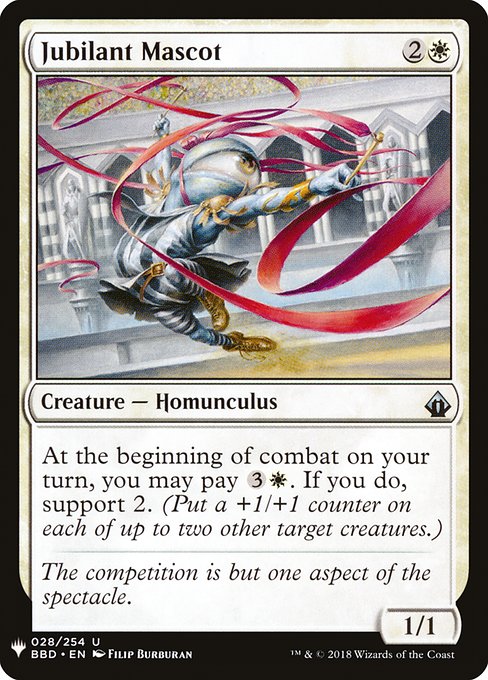 Jubilant Mascot 2
Creature — Homunculus
At the beginning of combat on your
turn, you may pay 3. If you do,
support 2. (Put a +1/+1 counter on
each of up to two other target creatures.)
The competition is but one aspect of the
spectacle.
1/1
028/254 U
BBD • EN Filip Burburan
™ & © 2018 Wizards of the Coast